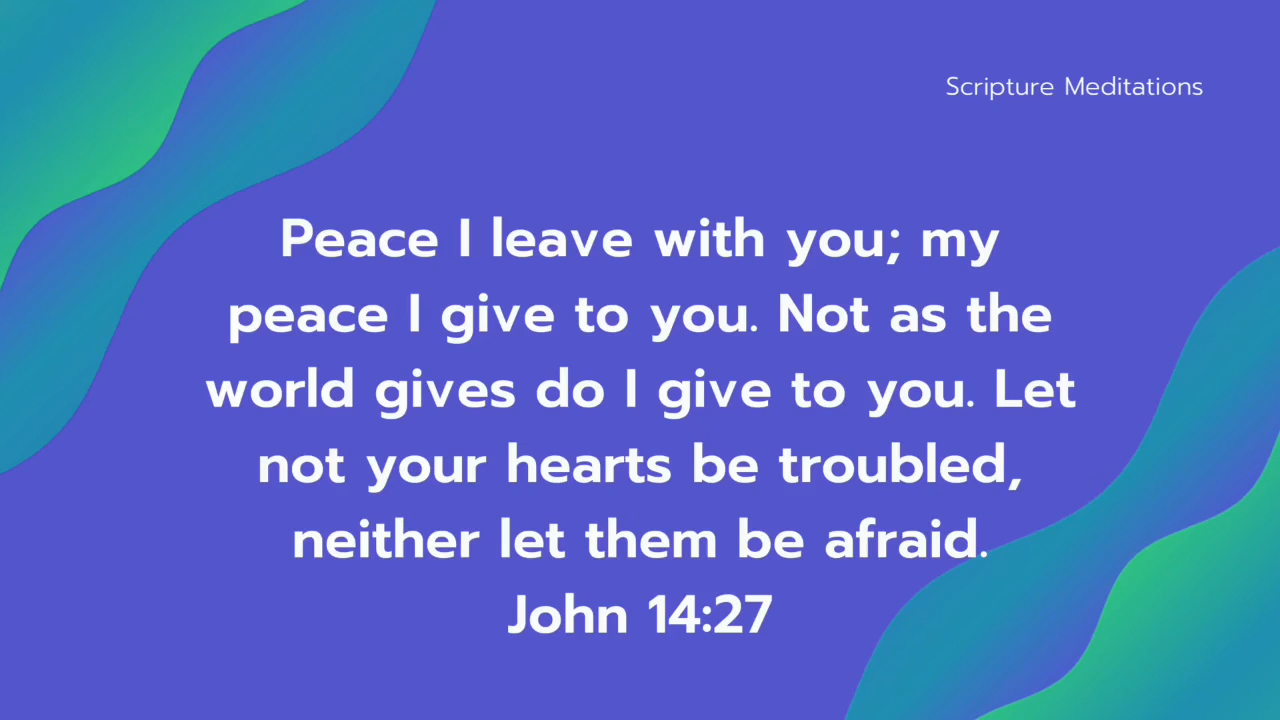 Scripture Meditations
Peace I leave with you; my
peace I give to you. Not as the
world gives do I give to you. Let
not your hearts be troubled,
neither let them be afraid.
John 14:27